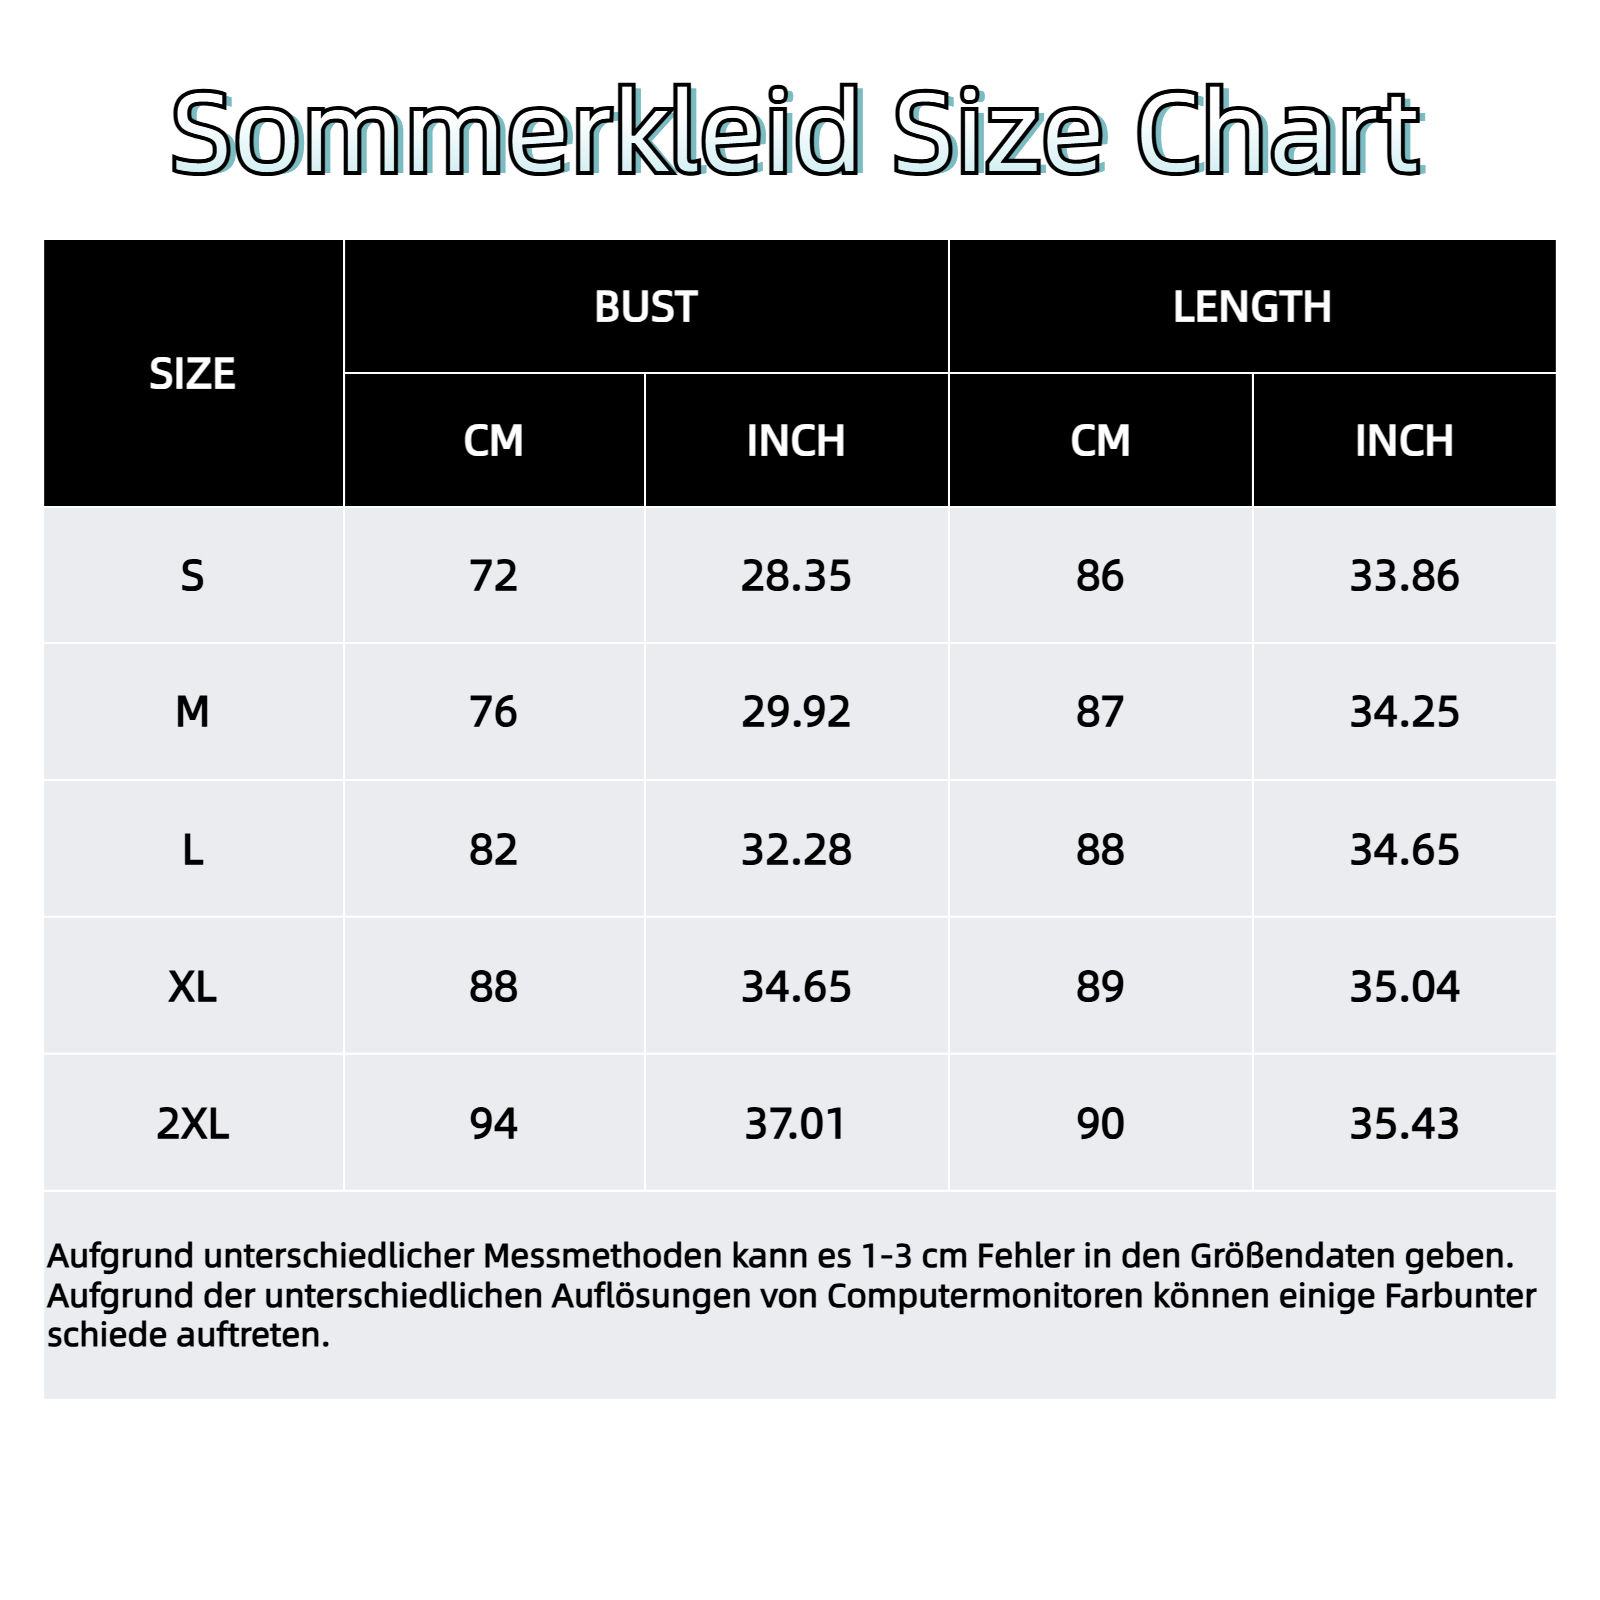 Sommerkleid Size Chart
SIZE BUST LENGTH
CM INCH CM INCH
S 72 28.35 86 33.86
M 76 29.92 87 34.25
L 82 32.28 88 34.65
XL 88 34.65 89 35.04
2XL 94 37.01 90 35.43
Aufgrund unterschiedlicher Messmethoden kann es 1-3 cm Fehler in den Größendaten geben.
Aufgrund der unterschiedlichen Auflösungen von Computermonitoren können einige Farbunter
schiede auftreten.